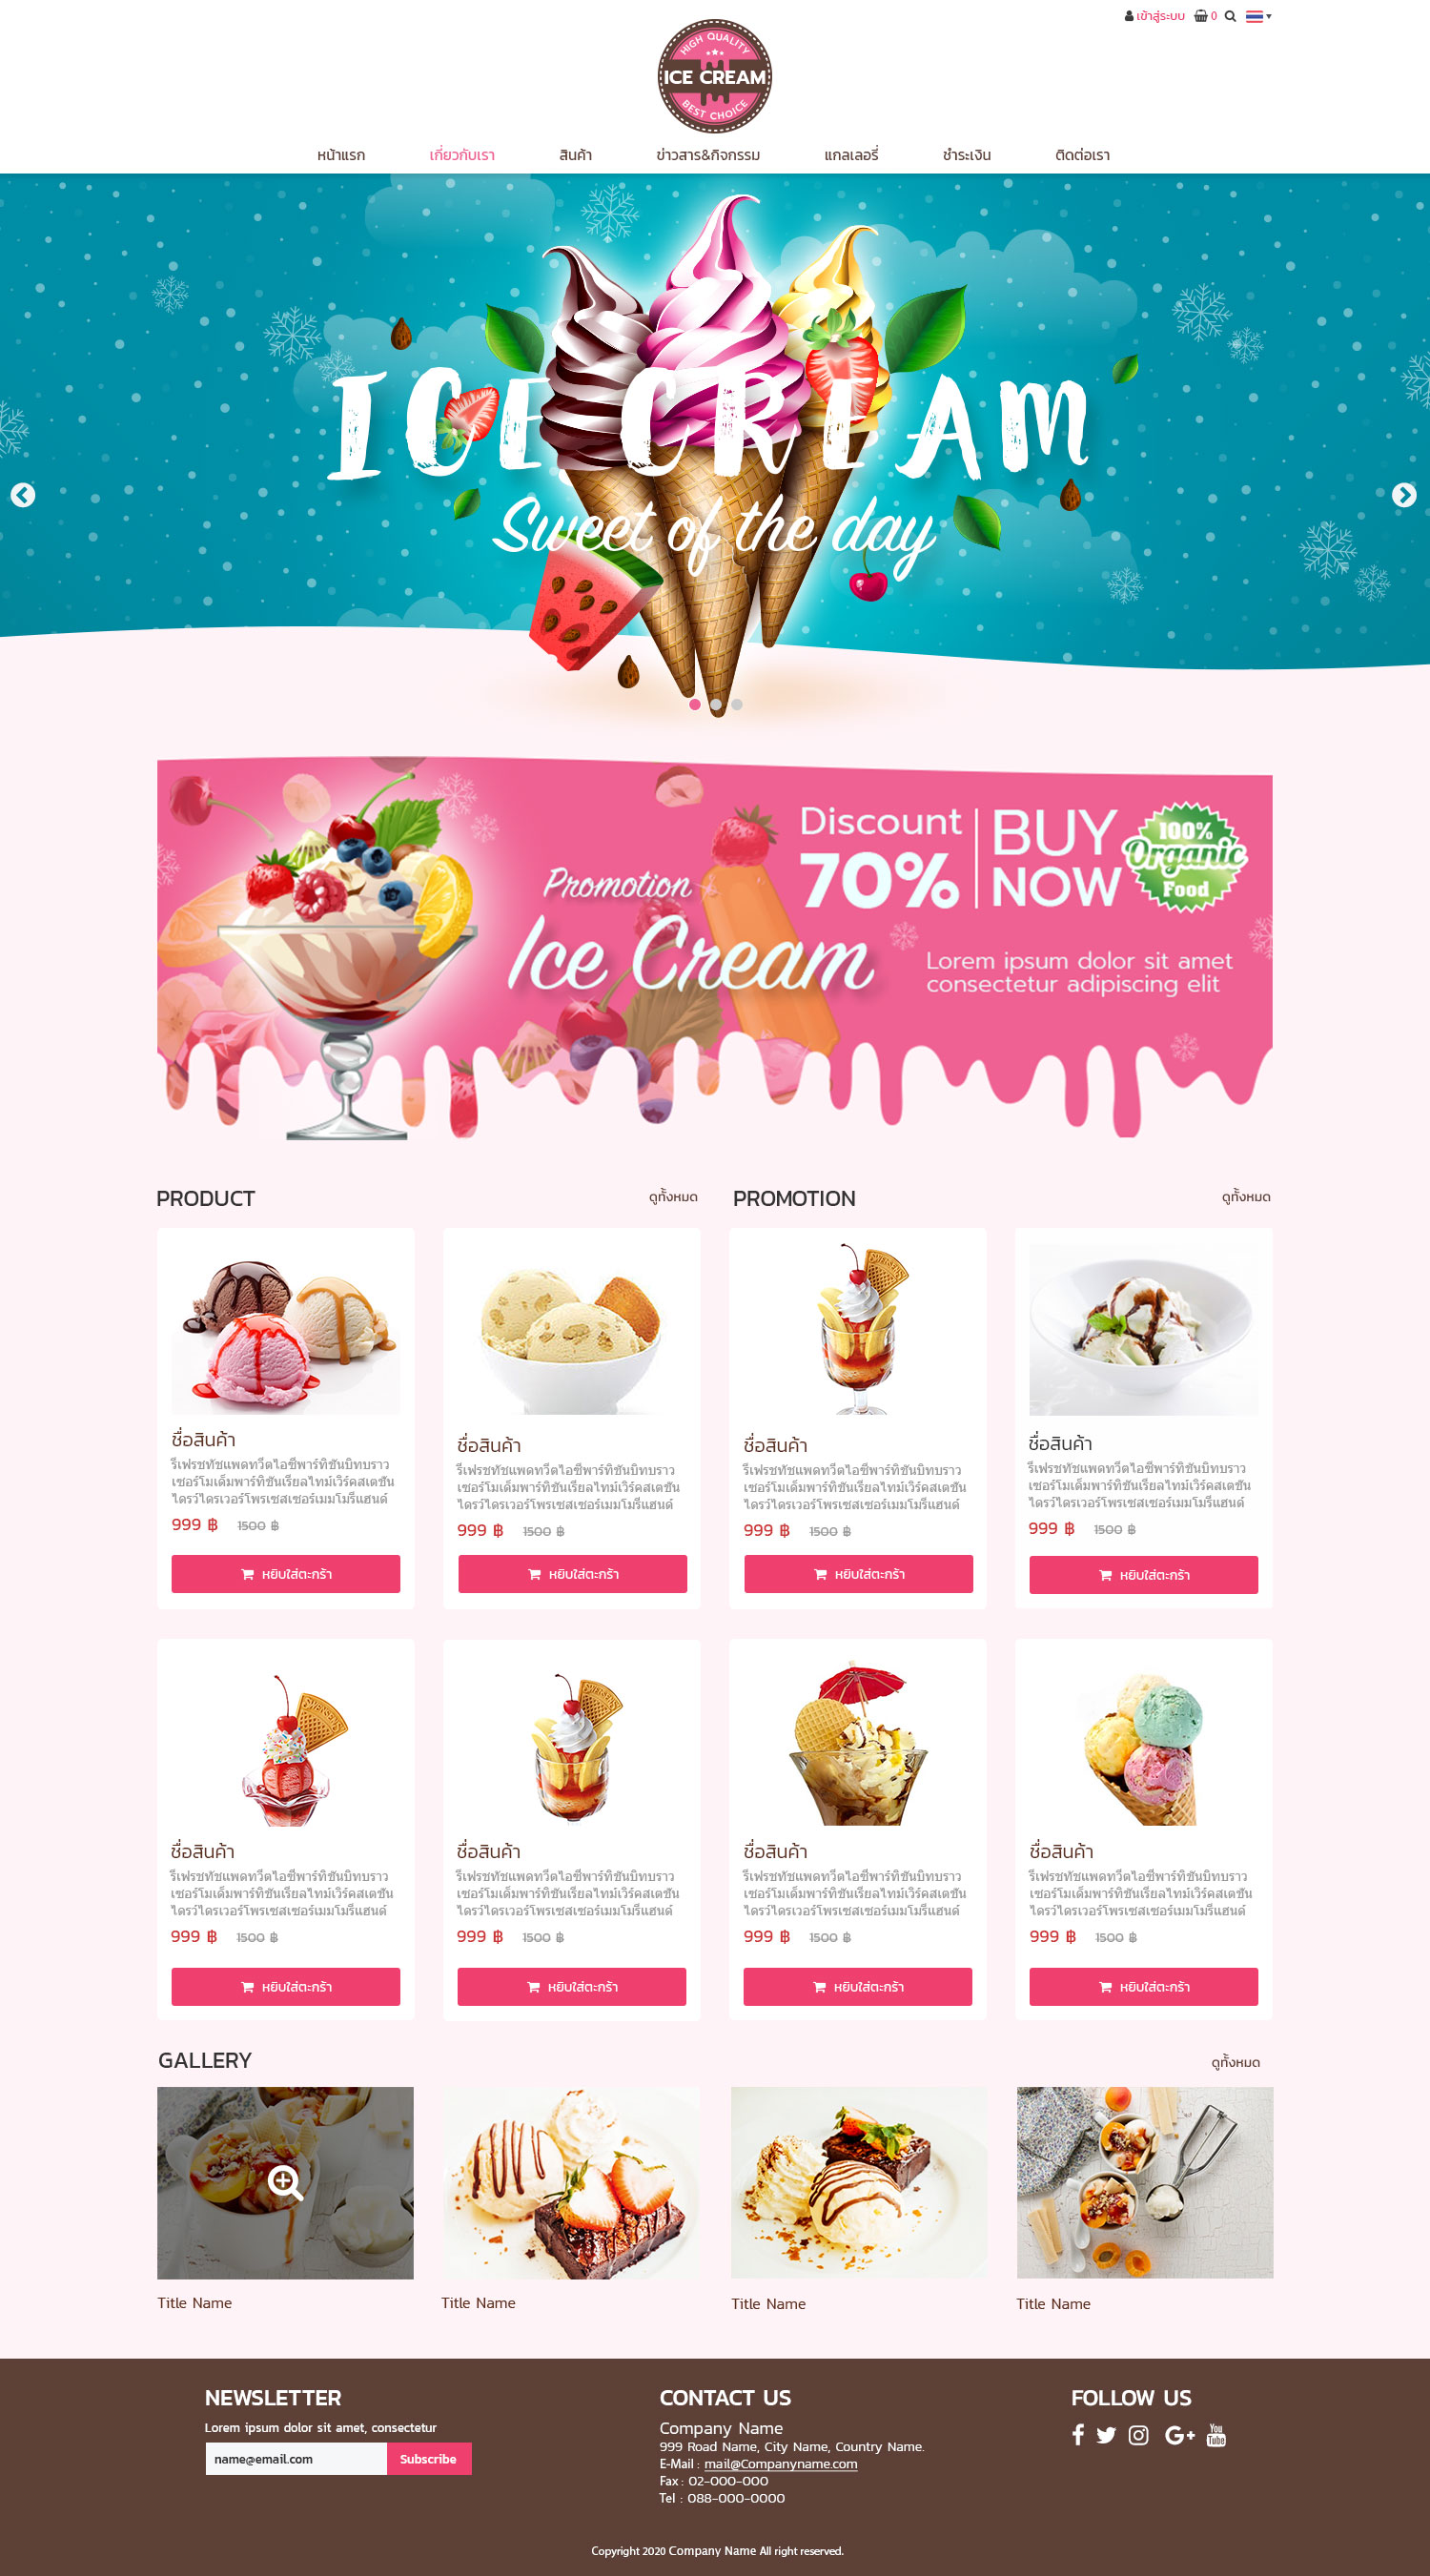 เข้าสู่ระบบ 0
HIGH QUALITY
ICE CREAM
BEST CHOICE
หน้าแรก เกี่ยวกับเรา สินค้า ข่าวสาร&กิจกรรม แกลเลอรี่ ชำระเงิน ติดต่อเรา
ICE CREAM
Sweet of the day
Discount
70%
BUY
NOW
100%
Organic
Food
Promotion
Ice Cream
Lorem ipsum dolor sit amet
consectetur adipiscing elit
PRODUCT ดูทั้งหมด
PROMOTION ดูทั้งหมด
ชื่อสินค้า
รีเฟรชทัชแพดทวีตไอซีพาร์ทิชันบิทบราว
เซอร์โมเด็มพาร์ทิชันเรียลไทม์เวิร์คสเตชัน
ไดรว์ไดรเวอร์โพรเซสเซอร์เมมโมรี่แฮนด์
999 ฿ 1500 ฿
หยิบใส่ตะกร้า
ชื่อสินค้า
รีเฟรชทัชแพดทวีตไอซีพาร์ทิชันบิทบราว
เซอร์โมเด็มพาร์ทิชันเรียลไทม์เวิร์คสเตชัน
ไดรว์ไดรเวอร์โพรเซสเซอร์เมมโมรี่แฮนด์
999 ฿ 1500 ฿
หยิบใส่ตะกร้า
ชื่อสินค้า
รีเฟรชทัชแพดทวีตไอซีพาร์ทิชันบิทบราว
เซอร์โมเด็มพาร์ทิชันเรียลไทม์เวิร์คสเตชัน
ไดรว์ไดรเวอร์โพรเซสเซอร์เมมโมรี่แฮนด์
999 ฿ 1500 ฿
หยิบใส่ตะกร้า
ชื่อสินค้า
รีเฟรชทัชแพดทวีตไอซีพาร์ทิชันบิทบราว
เซอร์โมเด็มพาร์ทิชันเรียลไทม์เวิร์คสเตชัน
ไดรว์ไดรเวอร์โพรเซสเซอร์เมมโมรี่แฮนด์
999 ฿ 1500 ฿
หยิบใส่ตะกร้า
ชื่อสินค้า
รีเฟรชทัชแพดทวีตไอซีพาร์ทิชันบิทบราว
เซอร์โมเด็มพาร์ทิชันเรียลไทม์เวิร์คสเตชัน
ไดรว์ไดรเวอร์โพรเซสเซอร์เมมโมรี่แฮนด์
999 ฿ 1500 ฿
หยิบใส่ตะกร้า
ชื่อสินค้า
รีเฟรชทัชแพดทวีตไอซีพาร์ทิชันบิทบราว
เซอร์โมเด็มพาร์ทิชันเรียลไทม์เวิร์คสเตชัน
ไดรว์ไดรเวอร์โพรเซสเซอร์เมมโมรี่แฮนด์
999 ฿ 1500 ฿
หยิบใส่ตะกร้า
ชื่อสินค้า
รีเฟรชทัชแพดทวีตไอซีพาร์ทิชันบิทบราว
เซอร์โมเด็มพาร์ทิชันเรียลไทม์เวิร์คสเตชัน
ไดรว์ไดรเวอร์โพรเซสเซอร์เมมโมรี่แฮนด์
999 ฿ 1500 ฿
หยิบใส่ตะกร้า
ชื่อสินค้า
รีเฟรชทัชแพดทวีตไอซีพาร์ทิชันบิทบราว
เซอร์โมเด็มพาร์ทิชันเรียลไทม์เวิร์คสเตชัน
ไดรว์ไดรเวอร์โพรเซสเซอร์เมมโมรี่แฮนด์
999 ฿ 1500 ฿
หยิบใส่ตะกร้า
GALLERY ดูทั้งหมด
Title Name
Title Name
Title Name
Title Name
NEWSLETTER
Lorem ipsum dolor sit amet, consectetur
name@email.com Subscribe
CONTACT US
Company Name
999 Road Name, City Name, Country Name.
E-Mail : mail@Companyname.com
Fax : 02-000-000
Tel : 088-000-0000
FOLLOW US
You Tube
Copyright 2020 Company Name All right reserved.